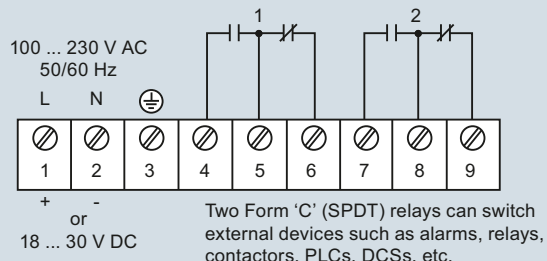 1
2
100 ... 230 V AC
50/60 Hz
L N
1 2 3 4 5 6 7 8 9
+ -
or
18 ... 30 V DC
Two Form ‘C’ (SPDT) relays can switch
external devices such as alarms, relays,
contactors, PLCs, DCSs, etc.